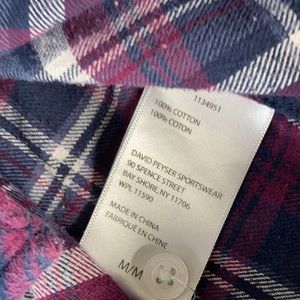 1134951
100% COTTON
100% COTON
DAVID PEYSER SPORTSWEAR
90 SPENCE STREET
BAY SHORE, NY 11706
WPL 11590
MADE IN CHINA
FABRIQUE EN CHINE
M/M